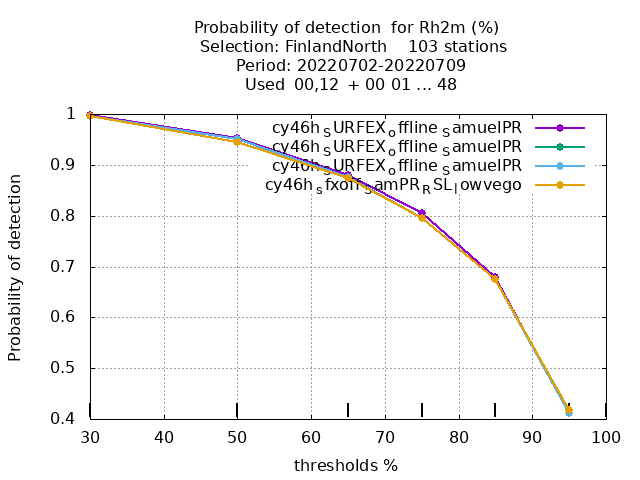 Probability of detection for Rh2m (%)
Selection: FinlandNorth 103 stations
Period: 20220702-20220709
Used 00,12 + 00 01 ... 48
cy46h_SURFEX_offline_SamuelPR
cy46h_SURFEX_offline_SamuelPR
cy46h_SURFEX_offline_SamuelPR
cy46h_sfxoff_SamPR_RSL_lowvego
Probability of detection
1
0.9
0.8
0.7
0.6
0.5
0.4
30 40 50 60 70 80 90 100
thresholds %